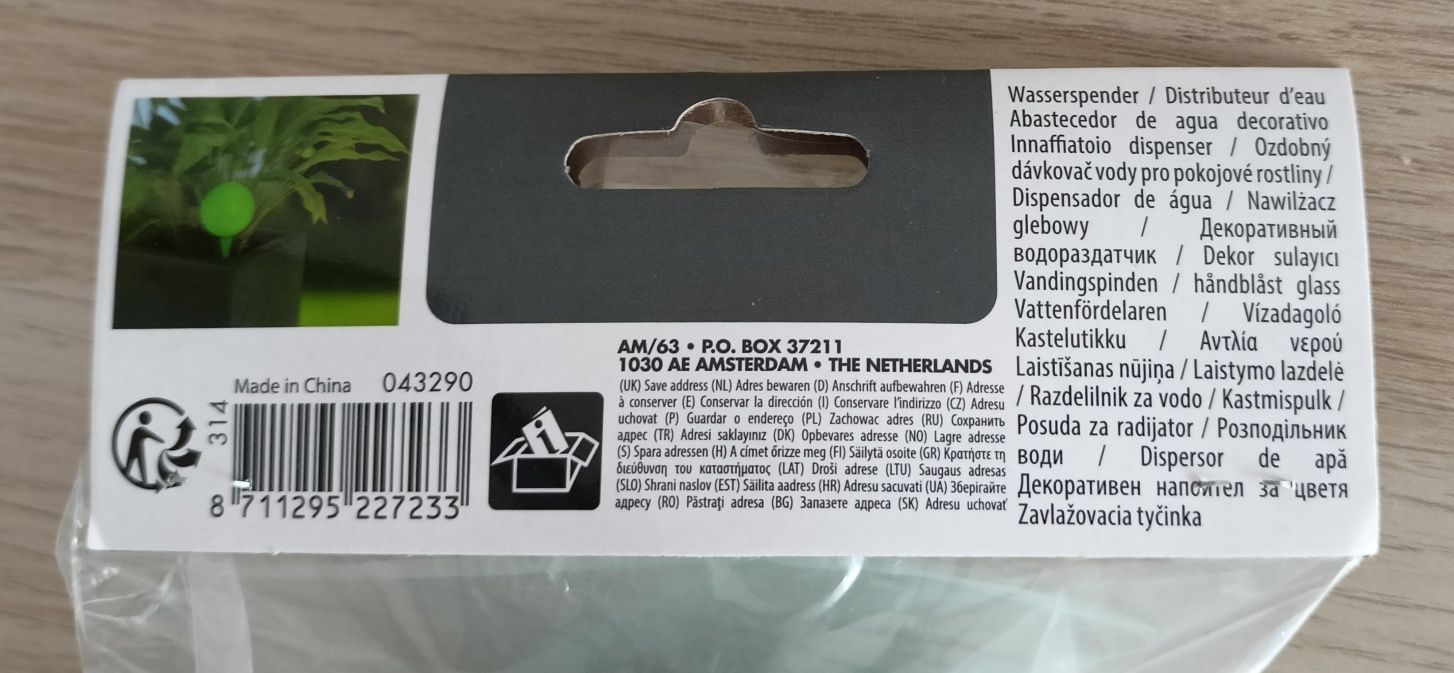 Made in China 043290
314
8 711295 227233
AM/63 • P.O. BOX 37211
1030 AE AMSTERDAM • THE NETHERLANDS
(UK) Save address (NL) Adres bewaren (D) Anschrift aufbewahren (F) Adresse
à conserver (E) Conservar la dirección (I) Conservare l'indirizzo (CZ) Adresu
uchovat (P) Guardar o endereço (PL) Zachowac adres (RU) Сохранить
адрес (TR) Adresi saklayınız (DK) Opbevares adresse (NO) Lagre adresse
(S) Spara adressen (H) A címet őrizze meg (FI) Säilytä osoite (GR) Κρατήστε τη
διεύθυνση του καταστήματος (LAT) Droši adrese (LTU) Saugaus adresas
(SLO) Shrani naslov (EST) Säilita aadress (HR) Adresu sacuvati (UA) Зберигайте
адресу (RO) Păstrați adresa (BG) Запазете адреса (SK) Adresu uchovať
Wasserspender / Distributeur d'eau
Abastecedor de agua decorativo
Innaffiatoio dispenser / Ozdobný
dávkovač vody pro pokojové rostliny /
Dispensador de água / Nawilżacz
glebowy / Декоративный
водораздатчик / Dekor sulayıcı
Vandingspinden / håndblåst glass
Vattenfördelaren / Vízadagoló
Kastelutikku / Αντλία νερού
Laistīšanas nūjiņa / Laistymo lazdelė
/ Razdelilnik za vodo / Kastmispulk /
Posuda za radijator / Розподільник
води / Dispersor de apă
Декоративен напоител за цветя
Zavlažovacia tyčinka